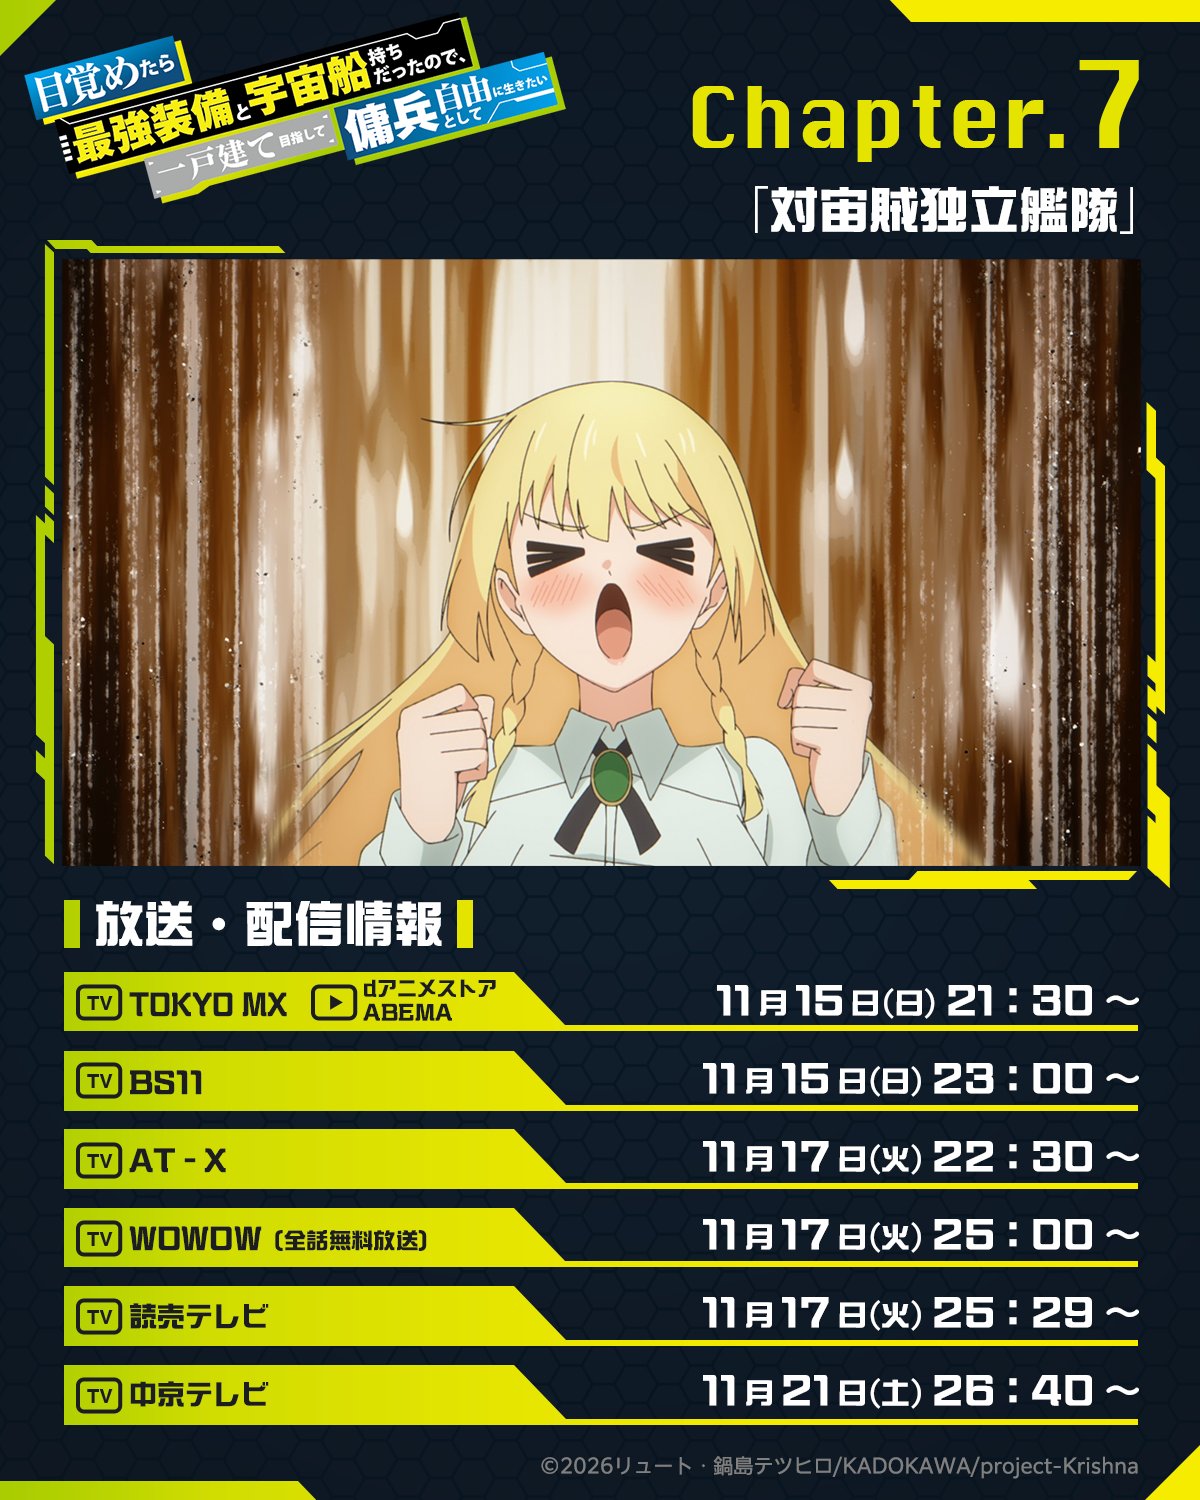 目覚めたら
最強装備と宇宙船持ちだったので、
一戸建て目指して
傭兵として自由に生きたい
Chapter.7
「対宙賊独立艦隊」
放送・配信情報
TV TOKYO MX dアニメストア ABEMA 11月15日(日) 21：30～
TV BS11 11月15日(日) 23：00～
TV AT-X 11月17日(火) 22：30～
TV WOWOW (全話無料放送) 11月17日(火) 25：00～
TV 読売テレビ 11月17日(火) 25：29～
TV 中京テレビ 11月21日(土) 26：40～
©2026リュート・鍋島テツヒロ/KADOKAWA/project-Krishna